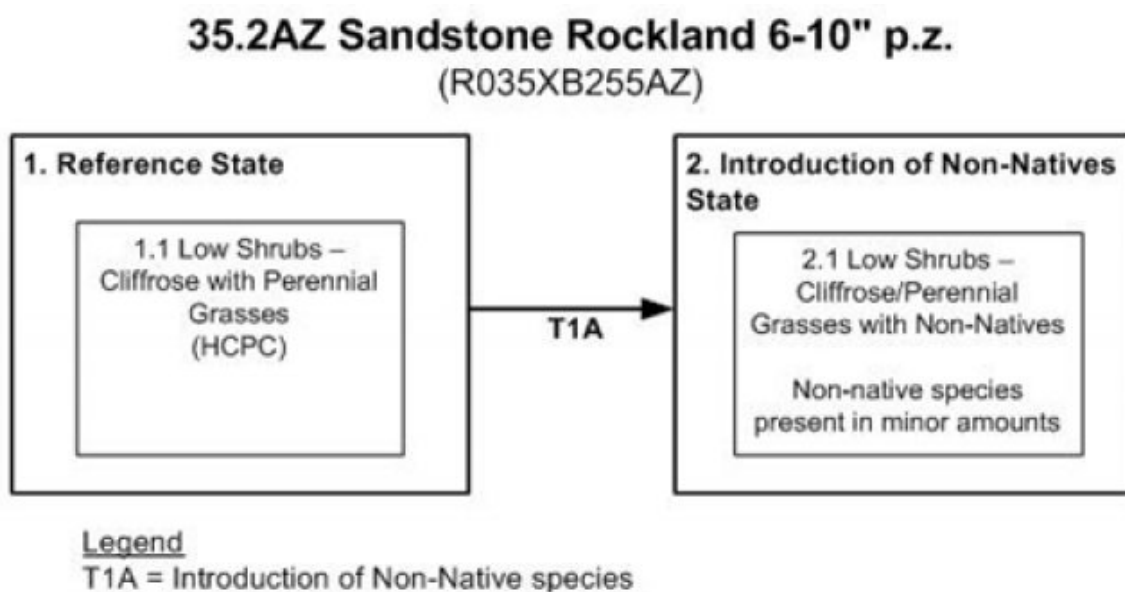 35.2AZ Sandstone Rockland 6-10" p.z.
(R035XB255AZ)
1. Reference State
1.1 Low Shrubs –
Cliffrose with Perennial
Grasses
(HCPC)
T1A
2. Introduction of Non-Natives
State
2.1 Low Shrubs –
Cliffrose/Perennial
Grasses with Non-Natives
Non-native species
present in minor amounts
Legend
T1A = Introduction of Non-Native species